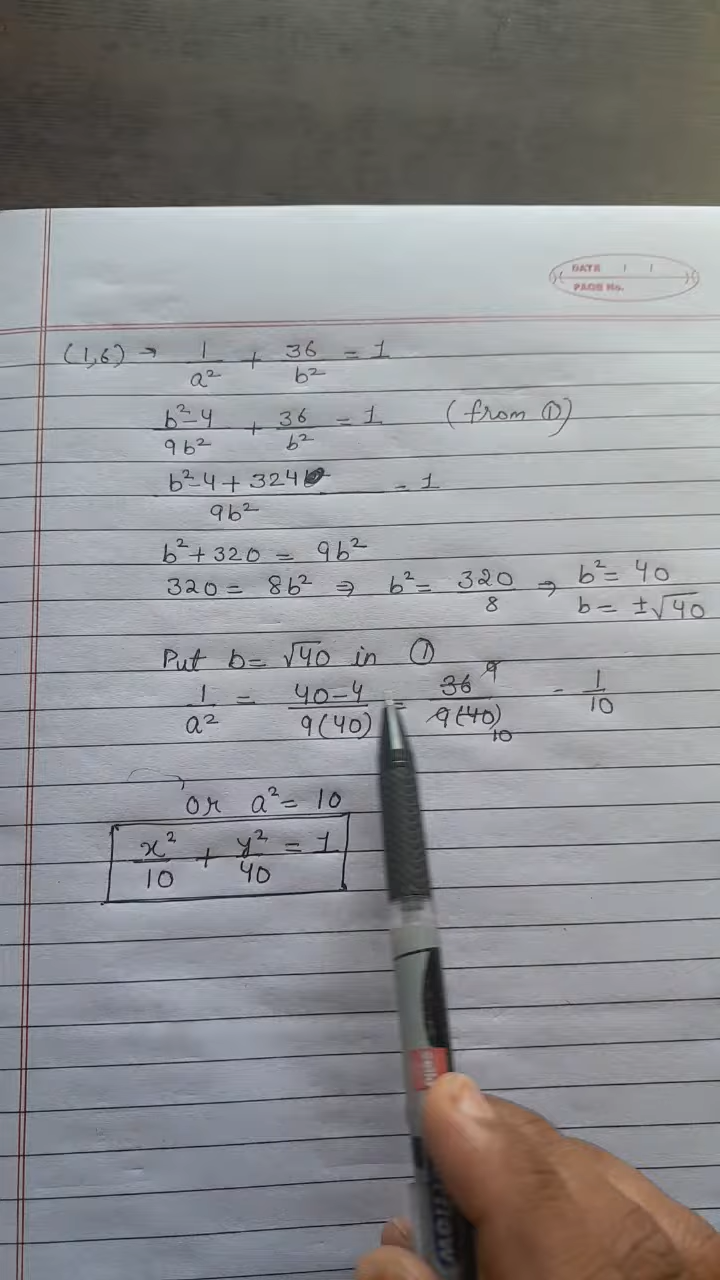 DATE / /
PAGE No.
(1,6) → 1/a² + 36/b² = 1
b²-4/9b² + 36/b² = 1 (from ①)
b²-4+324/9b² = 1
b²+320 = 9b²
320 = 8b² ⇒ b² = 320/8 ⇒ b² = 40
b = ±√40
Put b = √40 in ①
1/a² = 40-4/9(40) = 36/9(40) 9 10 - 1/10
or a² = 10
x²/10 + y²/40 = 1